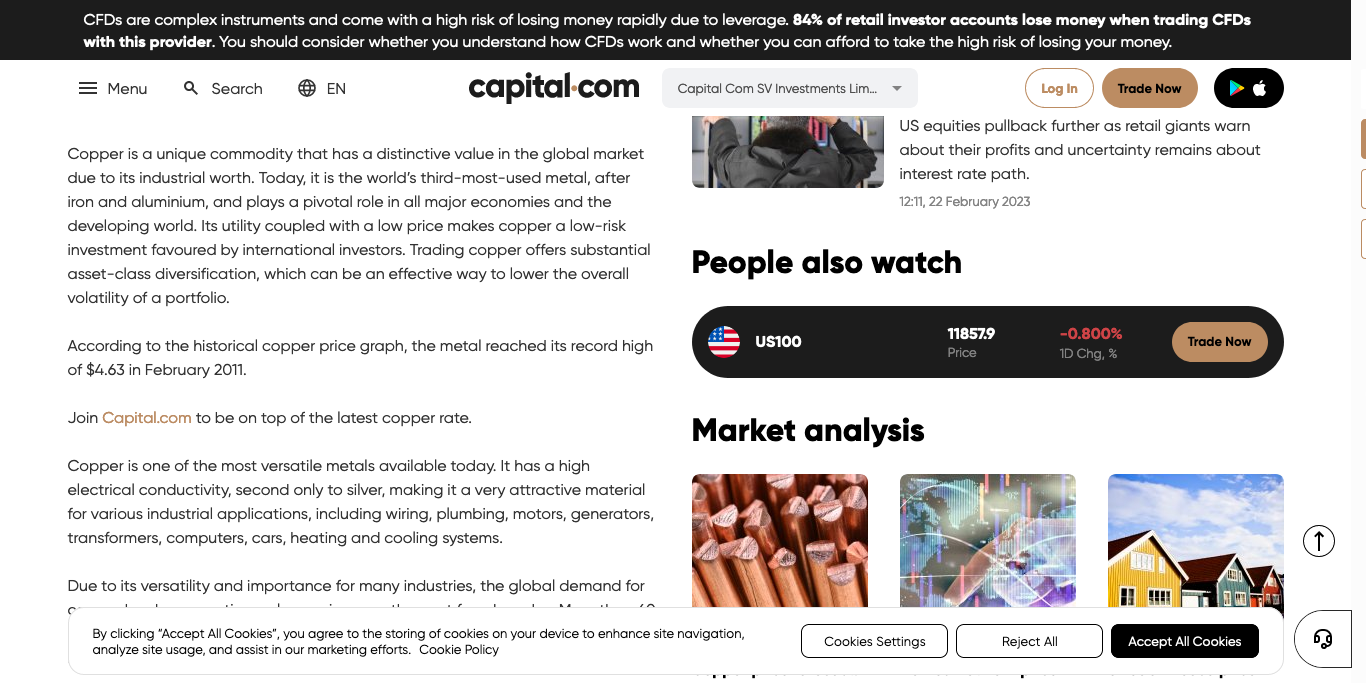 CFDs are complex instruments and come with a high risk of losing money rapidly due to leverage. 84% of retail investor accounts lose money when trading CFDs
with this provider. You should consider whether you understand how CFDs work and whether you can afford to take the high risk of losing your money.
Menu
Search
EN
capital.com
Capital Com SV Investments Lim...
Log In
Trade Now
Copper is a unique commodity that has a distinctive value in the global market
due to its industrial worth. Today, it is the world's third-most-used metal, after
iron and aluminium, and plays a pivotal role in all major economies and the
developing world. Its utility coupled with a low price makes copper a low-risk
investment favoured by international investors. Trading copper offers substantial
asset-class diversification, which can be an effective way to lower the overall
volatility of a portfolio.
According to the historical copper price graph, the metal reached its record high
of $4.63 in February 2011.
Join Capital.com to be on top of the latest copper rate.
Copper is one of the most versatile metals available today. It has a high
electrical conductivity, second only to silver, making it a very attractive material
for various industrial applications, including wiring, plumbing, motors, generators,
transformers, computers, cars, heating and cooling systems.
Due to its versatility and importance for many industries, the global demand for
US equities pullback further as retail giants warn
about their profits and uncertainty remains about
interest rate path.
12:11, 22 February 2023
People also watch
US100
11857.9
Price
-0.800%
1D Chg, %
Trade Now
Market analysis
By clicking “Accept All Cookies”, you agree to the storing of cookies on your device to enhance site navigation,
analyze site usage, and assist in our marketing efforts. Cookie Policy
Cookies Settings
Reject All
Accept All Cookies